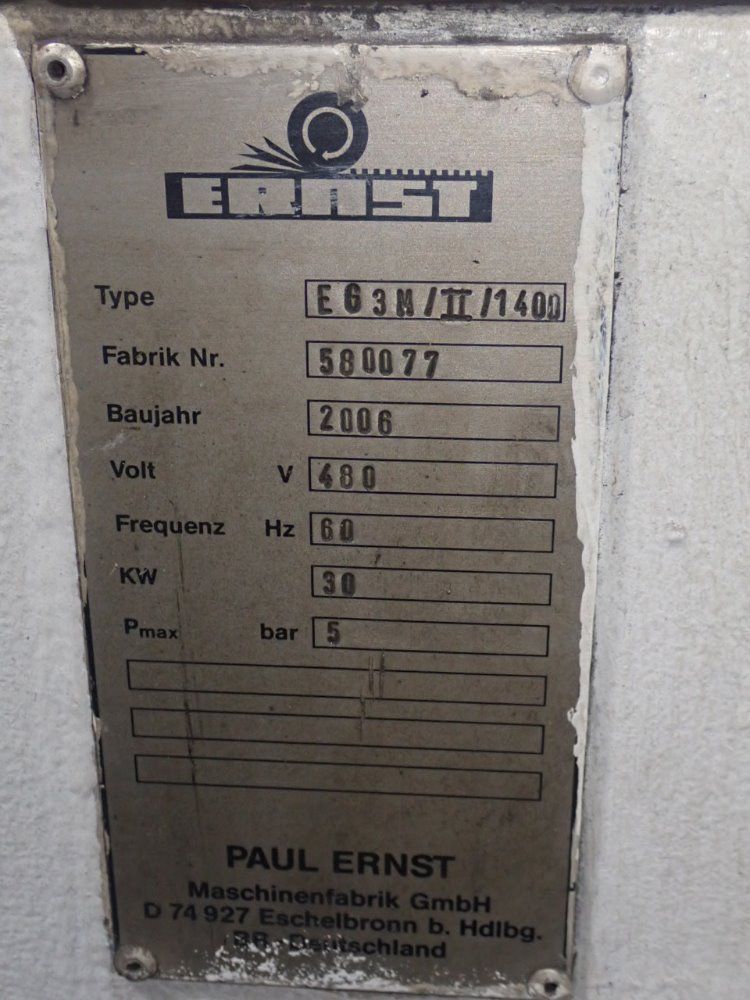 ERNST
Type EG3N/II/1400
Fabrik Nr. 580077
Baujahr 2006
Volt V 480
Frequenz Hz 60
KW 30
Pmax bar 5
PAUL ERNST
Maschinenfabrik GmbH
D 74 927 Eschelbronn b. Hdlbg.
Deutschland